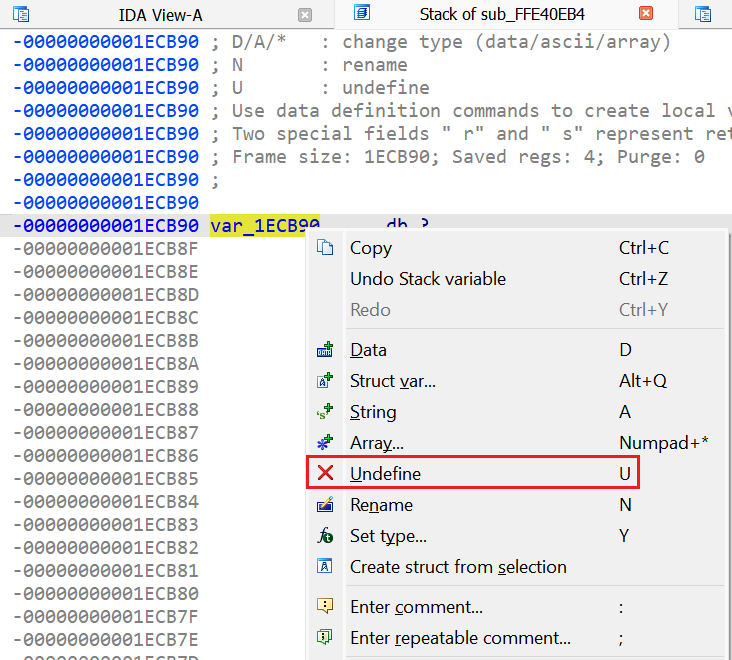 IDA View-A Stack of sub_FFE40EB4
-00000000001ECB90 ; D/A/* : change type (data/ascii/array)
-00000000001ECB90 ; N : rename
-00000000001ECB90 ; U : undefine
-00000000001ECB90 ; Use data definition commands to create local
-00000000001ECB90 ; Two special fields " r" and " s" represent
-00000000001ECB90 ; Frame size: 1ECB90; Saved regs: 4; Purge: 0
-00000000001ECB90 ;
-00000000001ECB90
-00000000001ECB90 var_1ECB90 db ?
-00000000001ECB8F Copy Ctrl+C
-00000000001ECB8E Undo Stack variable Ctrl+Z
-00000000001ECB8D Redo Ctrl+Y
-00000000001ECB8C
-00000000001ECB8B Data D
-00000000001ECB8A Struct var... Alt+Q
-00000000001ECB89
-00000000001ECB88 String A
-00000000001ECB87 Array... Numpad+*
-00000000001ECB86
-00000000001ECB85 Undefine U
-00000000001ECB84 Rename N
-00000000001ECB83 Set type... Y
-00000000001ECB82
-00000000001ECB81 Create struct from selection
-00000000001ECB80
-00000000001ECB7F Enter comment... :
-00000000001ECB7E Enter repeatable comment... ;